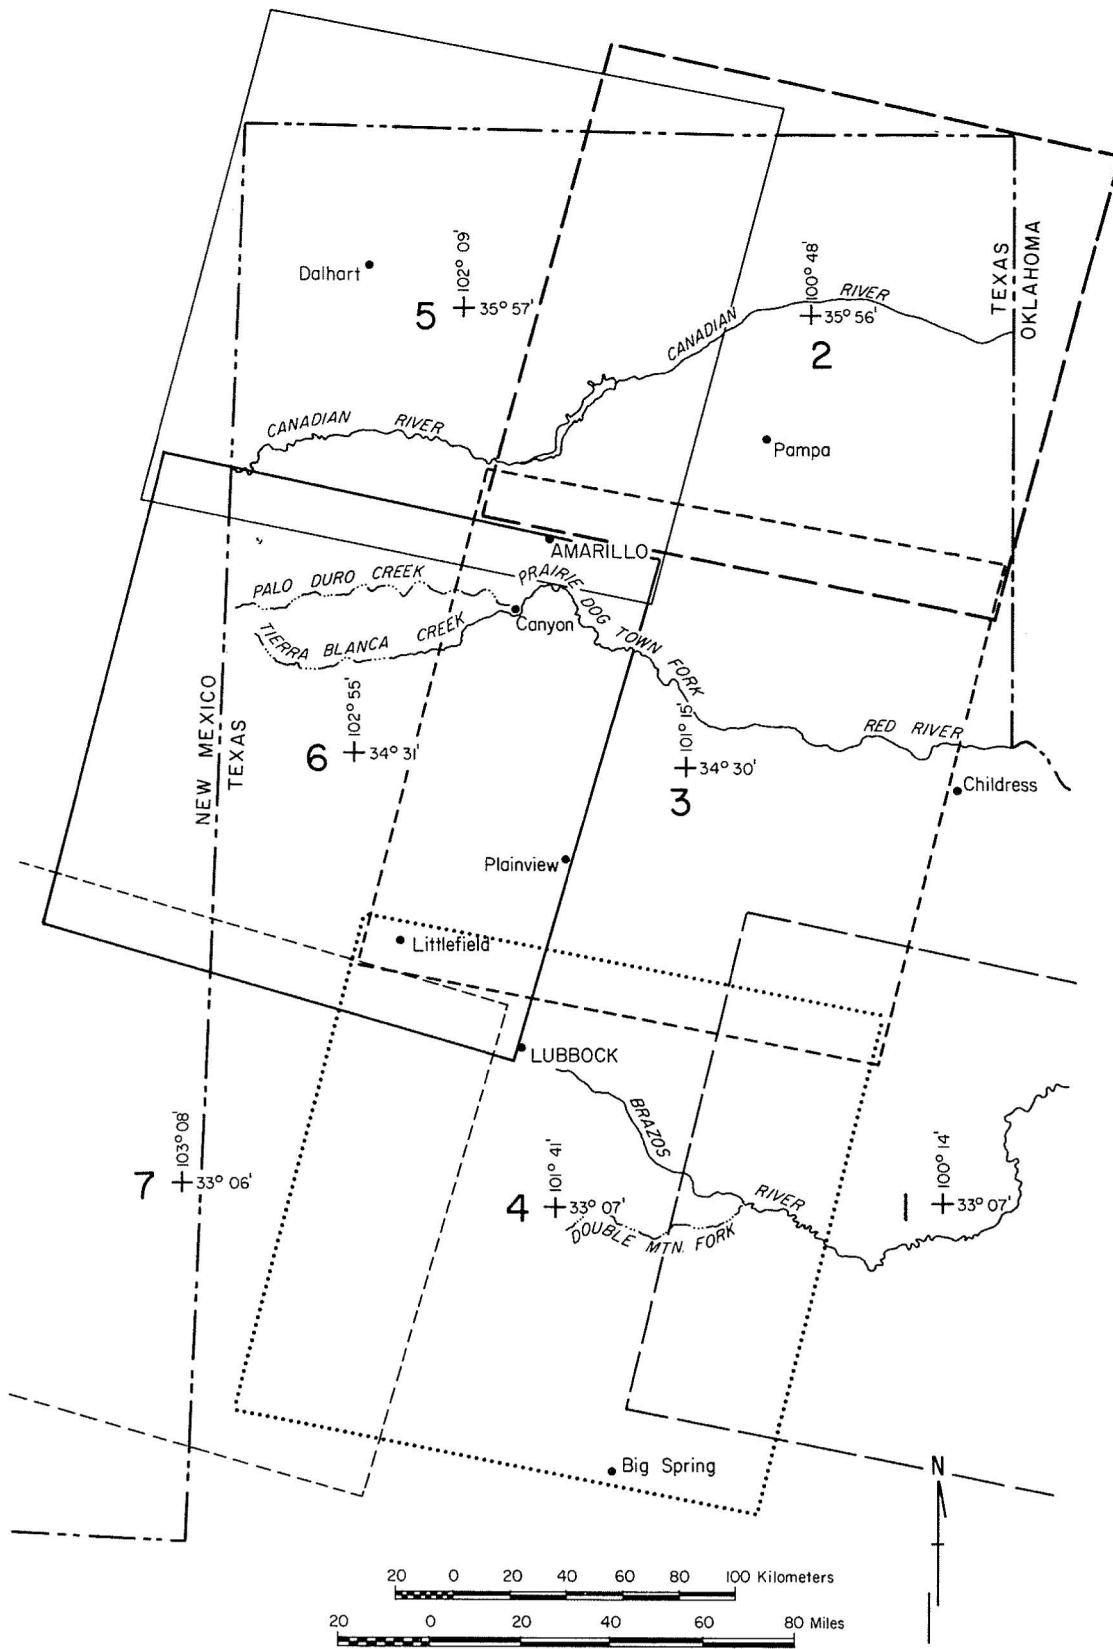 Dalhart
102° 09'
35° 57'
5
100° 48'
35° 56'
2
TEXAS
OKLAHOMA
CANADIAN RIVER
CANADIAN RIVER
Pampa
AMARILLO
PALO DURO CREEK
PRAIRIE DOG TOWN FORK
Canyon
TIERRA BLANCA CREEK
RED RIVER
NEW MEXICO
TEXAS
102° 55'
34° 31'
6
101° 15'
34° 30'
3
Childress
Plainview
Littlefield
LUBBOCK
BRAZOS RIVER
103° 08'
33° 06'
7
101° 41'
33° 07'
4
DOUBLE MTN. FORK
100° 14'
33° 07'
1
Big Spring
N
20 0 20 40 60 80 100 Kilometers
20 0 20 40 60 80 Miles